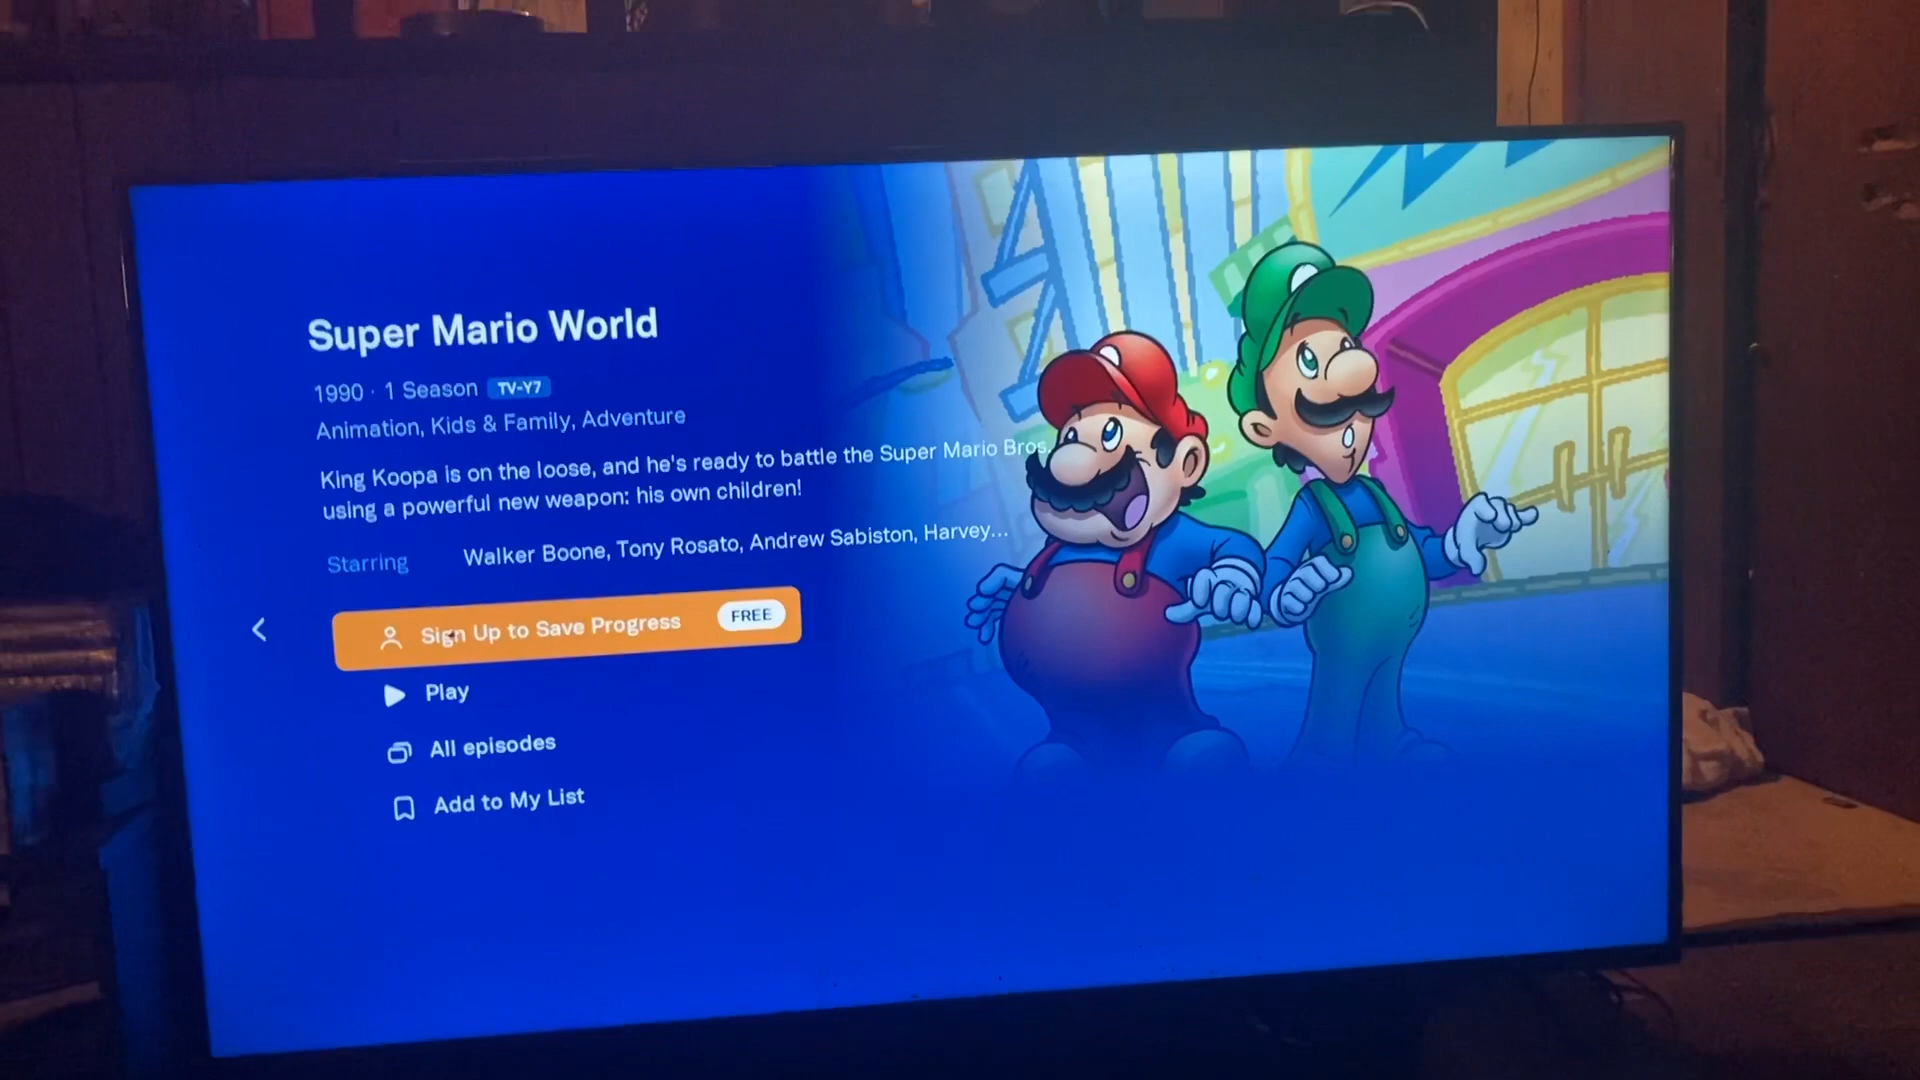 Super Mario World
1990 · 1 Season TV-Y7
Animation, Kids & Family, Adventure
King Koopa is on the loose, and he's ready to battle the Super Mario Bros.
using a powerful new weapon: his own children!
Starring Walker Boone, Tony Rosato, Andrew Sabiston, Harvey...
Sign Up to Save Progress FREE
Play
All episodes
Add to My List